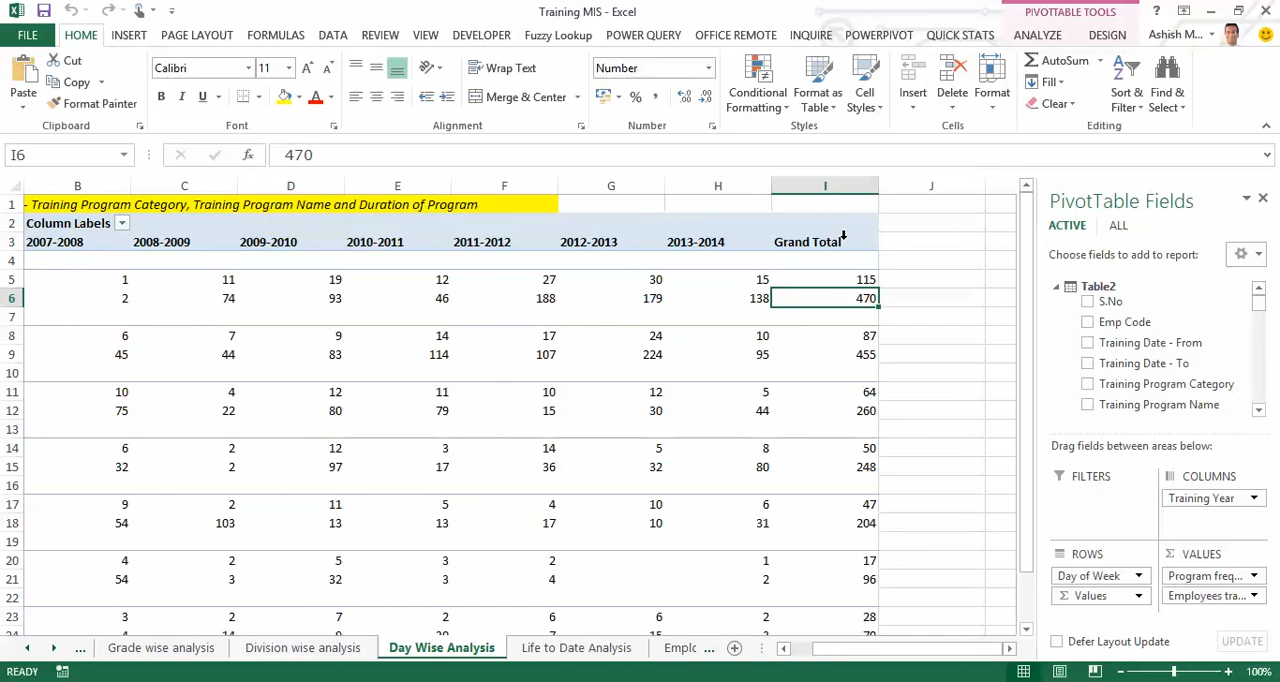 Training MIS - Excel
PIVOTTABLE TOOLS
FILE HOME INSERT PAGE LAYOUT FORMULAS DATA REVIEW VIEW DEVELOPER Fuzzy Lookup POWER QUERY OFFICE REMOTE INQUIRE POWERPIVOT QUICK STATS ANALYZE DESIGN Ashish M...
Paste
Cut
Copy
Format Painter
Clipboard
Calibri 11
B I U
Font
Wrap Text
Merge & Center
Alignment
Number
%
Number
Conditional Formatting
Format as Table
Cell Styles
Styles
Insert Delete Format
Cells
AutoSum
Fill
Clear
Sort & Filter
Find & Select
Editing
I6 fx 470
B C D E F G H I J
1 - Training Program Category, Training Program Name and Duration of Program
2 Column Labels
3 2007-2008 2008-2009 2009-2010 2010-2011 2011-2012 2012-2013 2013-2014 Grand Total
4
5 1 11 19 12 27 30 15 115
6 2 74 93 46 188 179 138 470
7
8 6 7 9 14 17 24 10 87
9 45 44 83 114 107 224 95 455
10
11 10 4 12 11 10 12 5 64
12 75 22 80 79 15 30 44 260
13
14 6 2 12 3 14 5 8 50
15 32 2 97 17 36 32 80 248
16
17 9 2 11 5 4 10 6 47
18 54 103 13 13 17 10 31 204
19
20 4 2 5 3 2 1 17
21 54 3 32 3 4 2 96
22
23 3 2 7 2 6 6 2 28
PivotTable Fields
ACTIVE ALL
Choose fields to add to report:
Table2
S.No
Emp Code
Training Date - From
Training Date - To
Training Program Category
Training Program Name
Drag fields between areas below:
FILTERS
COLUMNS
Training Year
ROWS
Day of Week
Σ Values
Σ VALUES
Program freq...
Employees tra...
Defer Layout Update UPDATE
... Grade wise analysis Division wise analysis Day Wise Analysis Life to Date Analysis Emplc ...
READY 100%